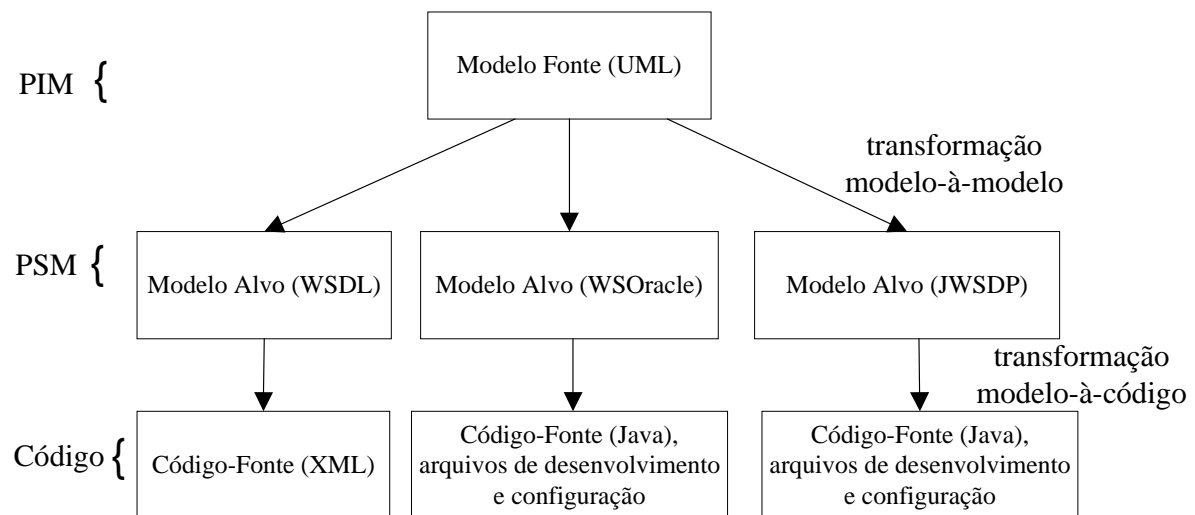 Modelo Fonte (UML)
PIM {
transformação
modelo-à-modelo
PSM {
Modelo Alvo (WSDL)
Modelo Alvo (WSOracle)
Modelo Alvo (JWSDP)
transformação
modelo-à-código
Código {
Código-Fonte (XML)
Código-Fonte (Java),
arquivos de desenvolvimento
e configuração
Código-Fonte (Java),
arquivos de desenvolvimento
e configuração